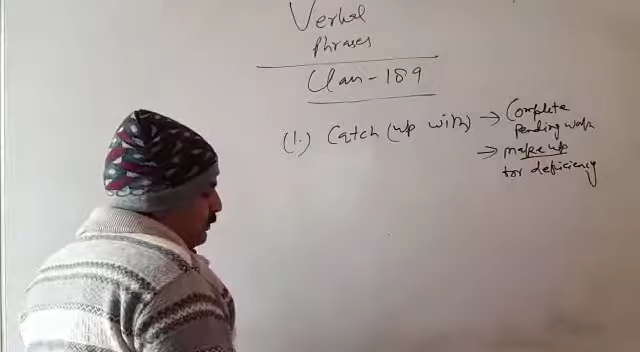 Verbal
Phrases
Class - 189
(1.) Catch (up with) → Complete
pending work
→ make up
for deficiency